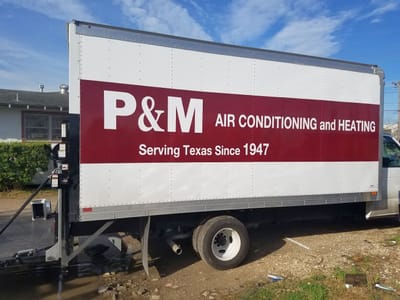 P&M AIR CONDITIONING and HEATING
Serving Texas Since 1947